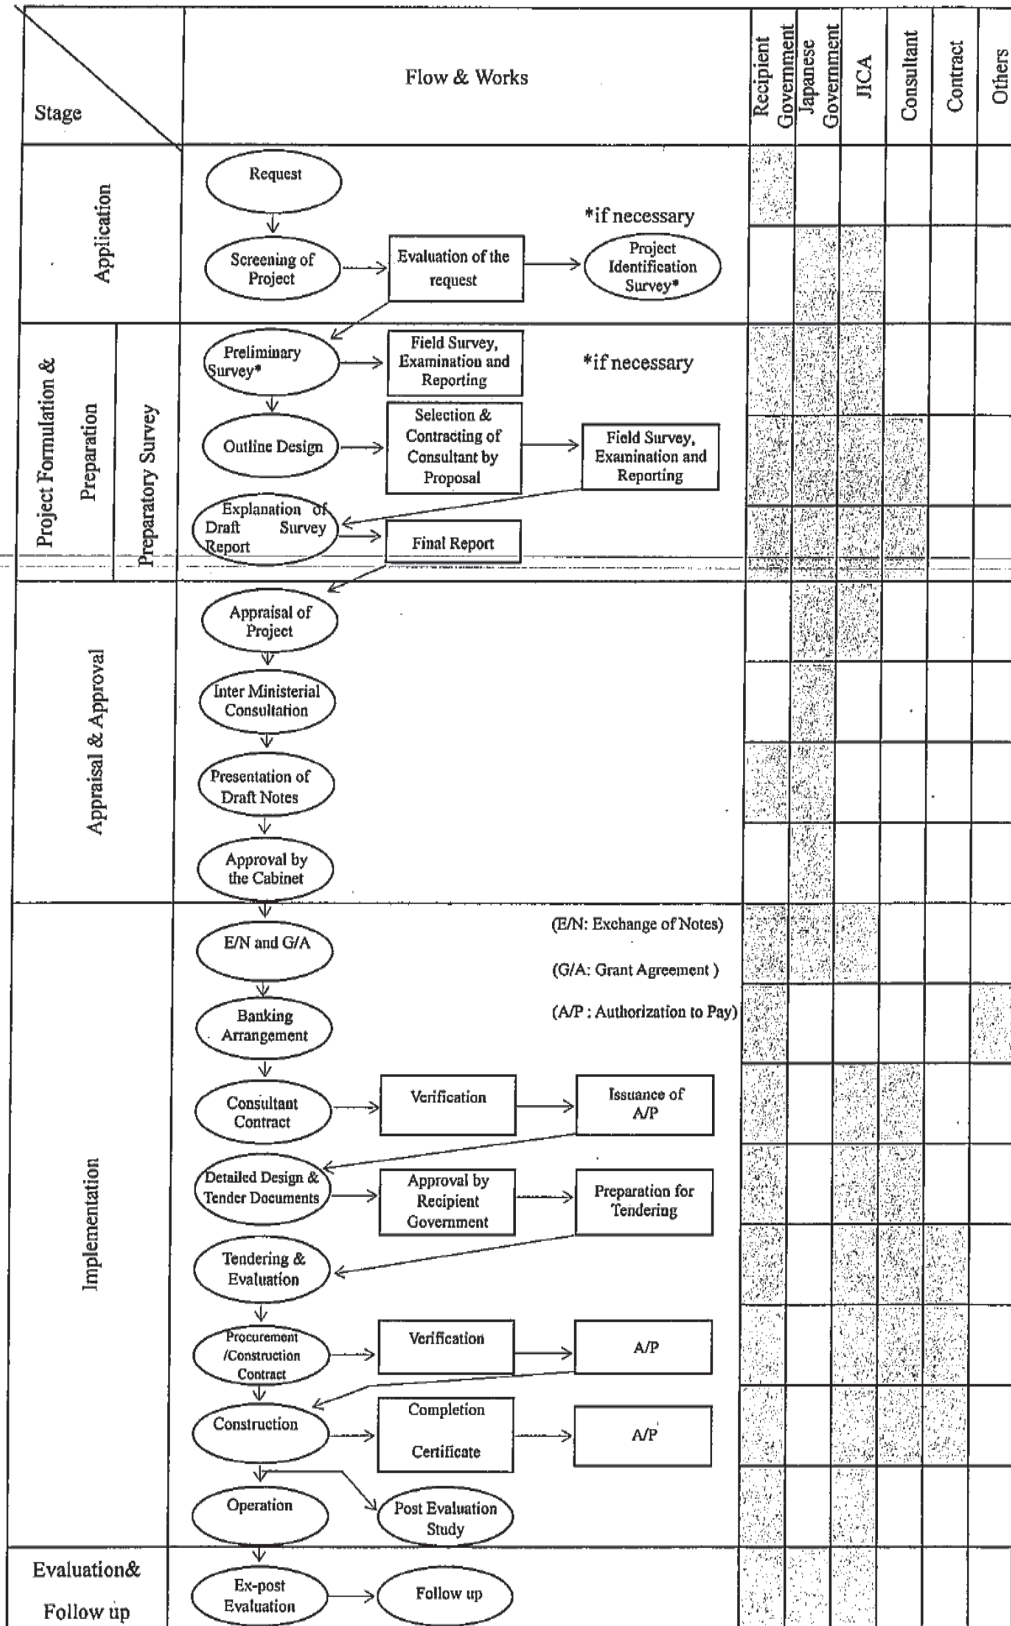 Stage
Flow & Works
Recipient
Government
Japanese
Government
JICA
Consultant
Contract
Others
Application
Request
*if necessary
Screening of
Project
Evaluation of the
request
Project
Identification
Survey*
Project Formulation &
Preparation
Preparatory Survey
Preliminary
Survey*
Field Survey,
Examination and
Reporting
*if necessary
Outline Design
Selection &
Contracting of
Consultant by
Proposal
Field Survey,
Examination and
Reporting
Explanation of
Draft Survey
Report
Final Report
Appraisal & Approval
Appraisal of
Project
Inter Ministerial
Consultation
Presentation of
Draft Notes
Approval by
the Cabinet
Implementation
E/N and G/A
(E/N: Exchange of Notes)
(G/A: Grant Agreement )
(A/P : Authorization to Pay)
Banking
Arrangement
Consultant
Contract
Verification
Issuance of
A/P
Detailed Design &
Tender Documents
Approval by
Recipient
Government
Preparation for
Tendering
Tendering &
Evaluation
Procurement
/Construction
Contract
Verification
A/P
Construction
Completion
Certificate
A/P
Operation
Post Evaluation
Study
Evaluation&
Follow up
Ex-post
Evaluation
Follow up